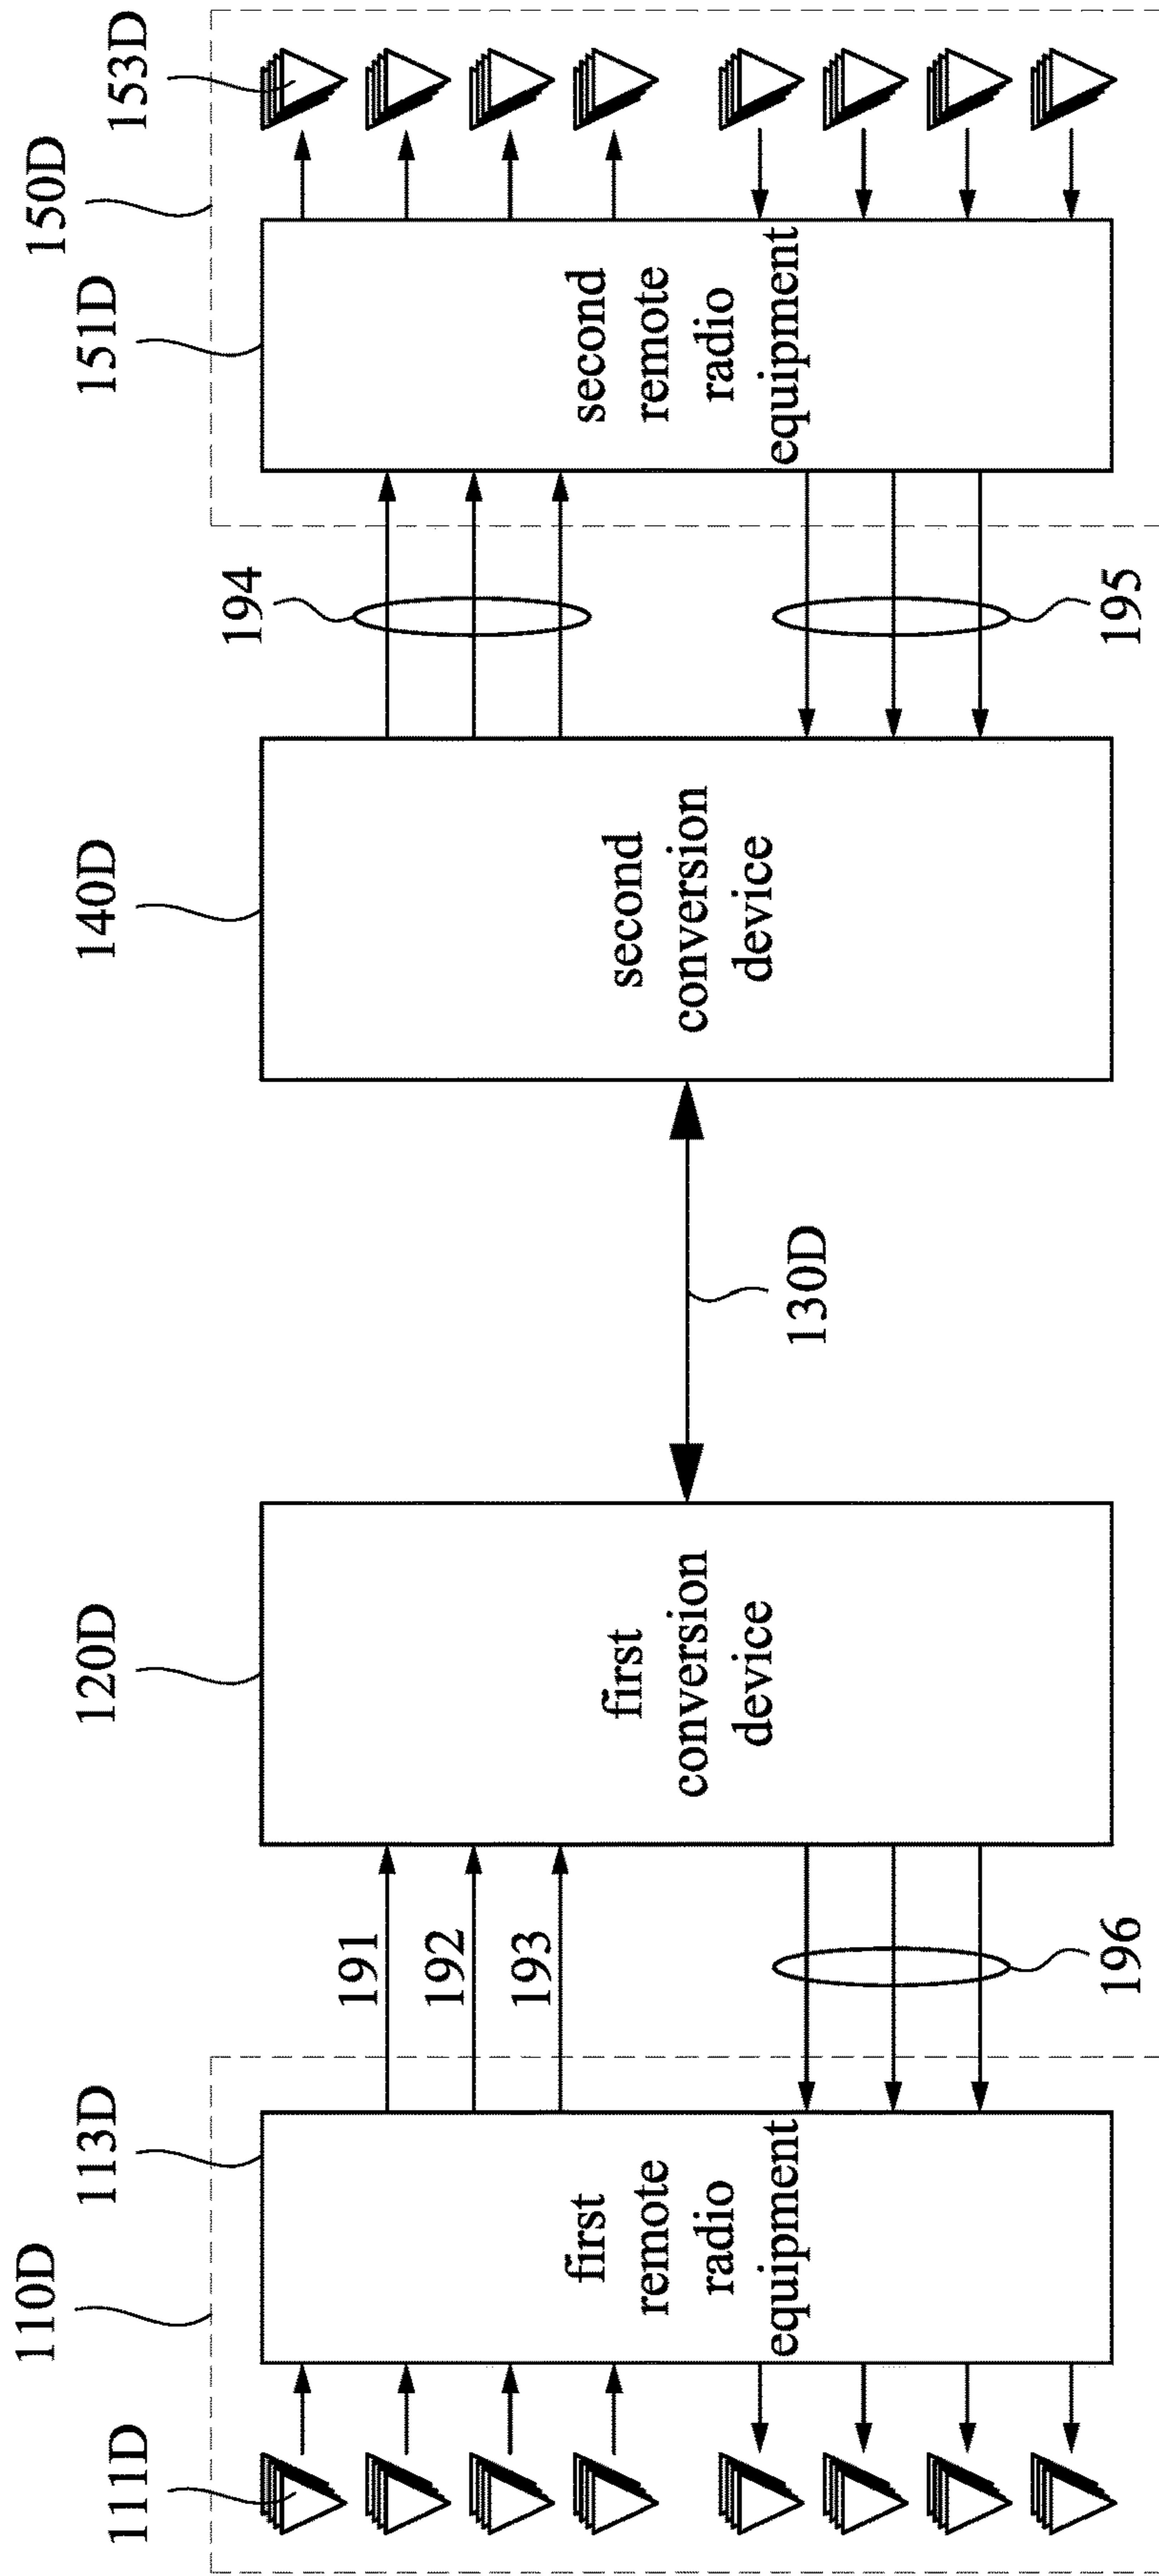 110D
111D
113D
first
remote
radio
equipment
191
192
193
196
120D
first
conversion
device
130D
140D
second
conversion
device
194
195
150D
151D
second
remote
radio
equipment
153D